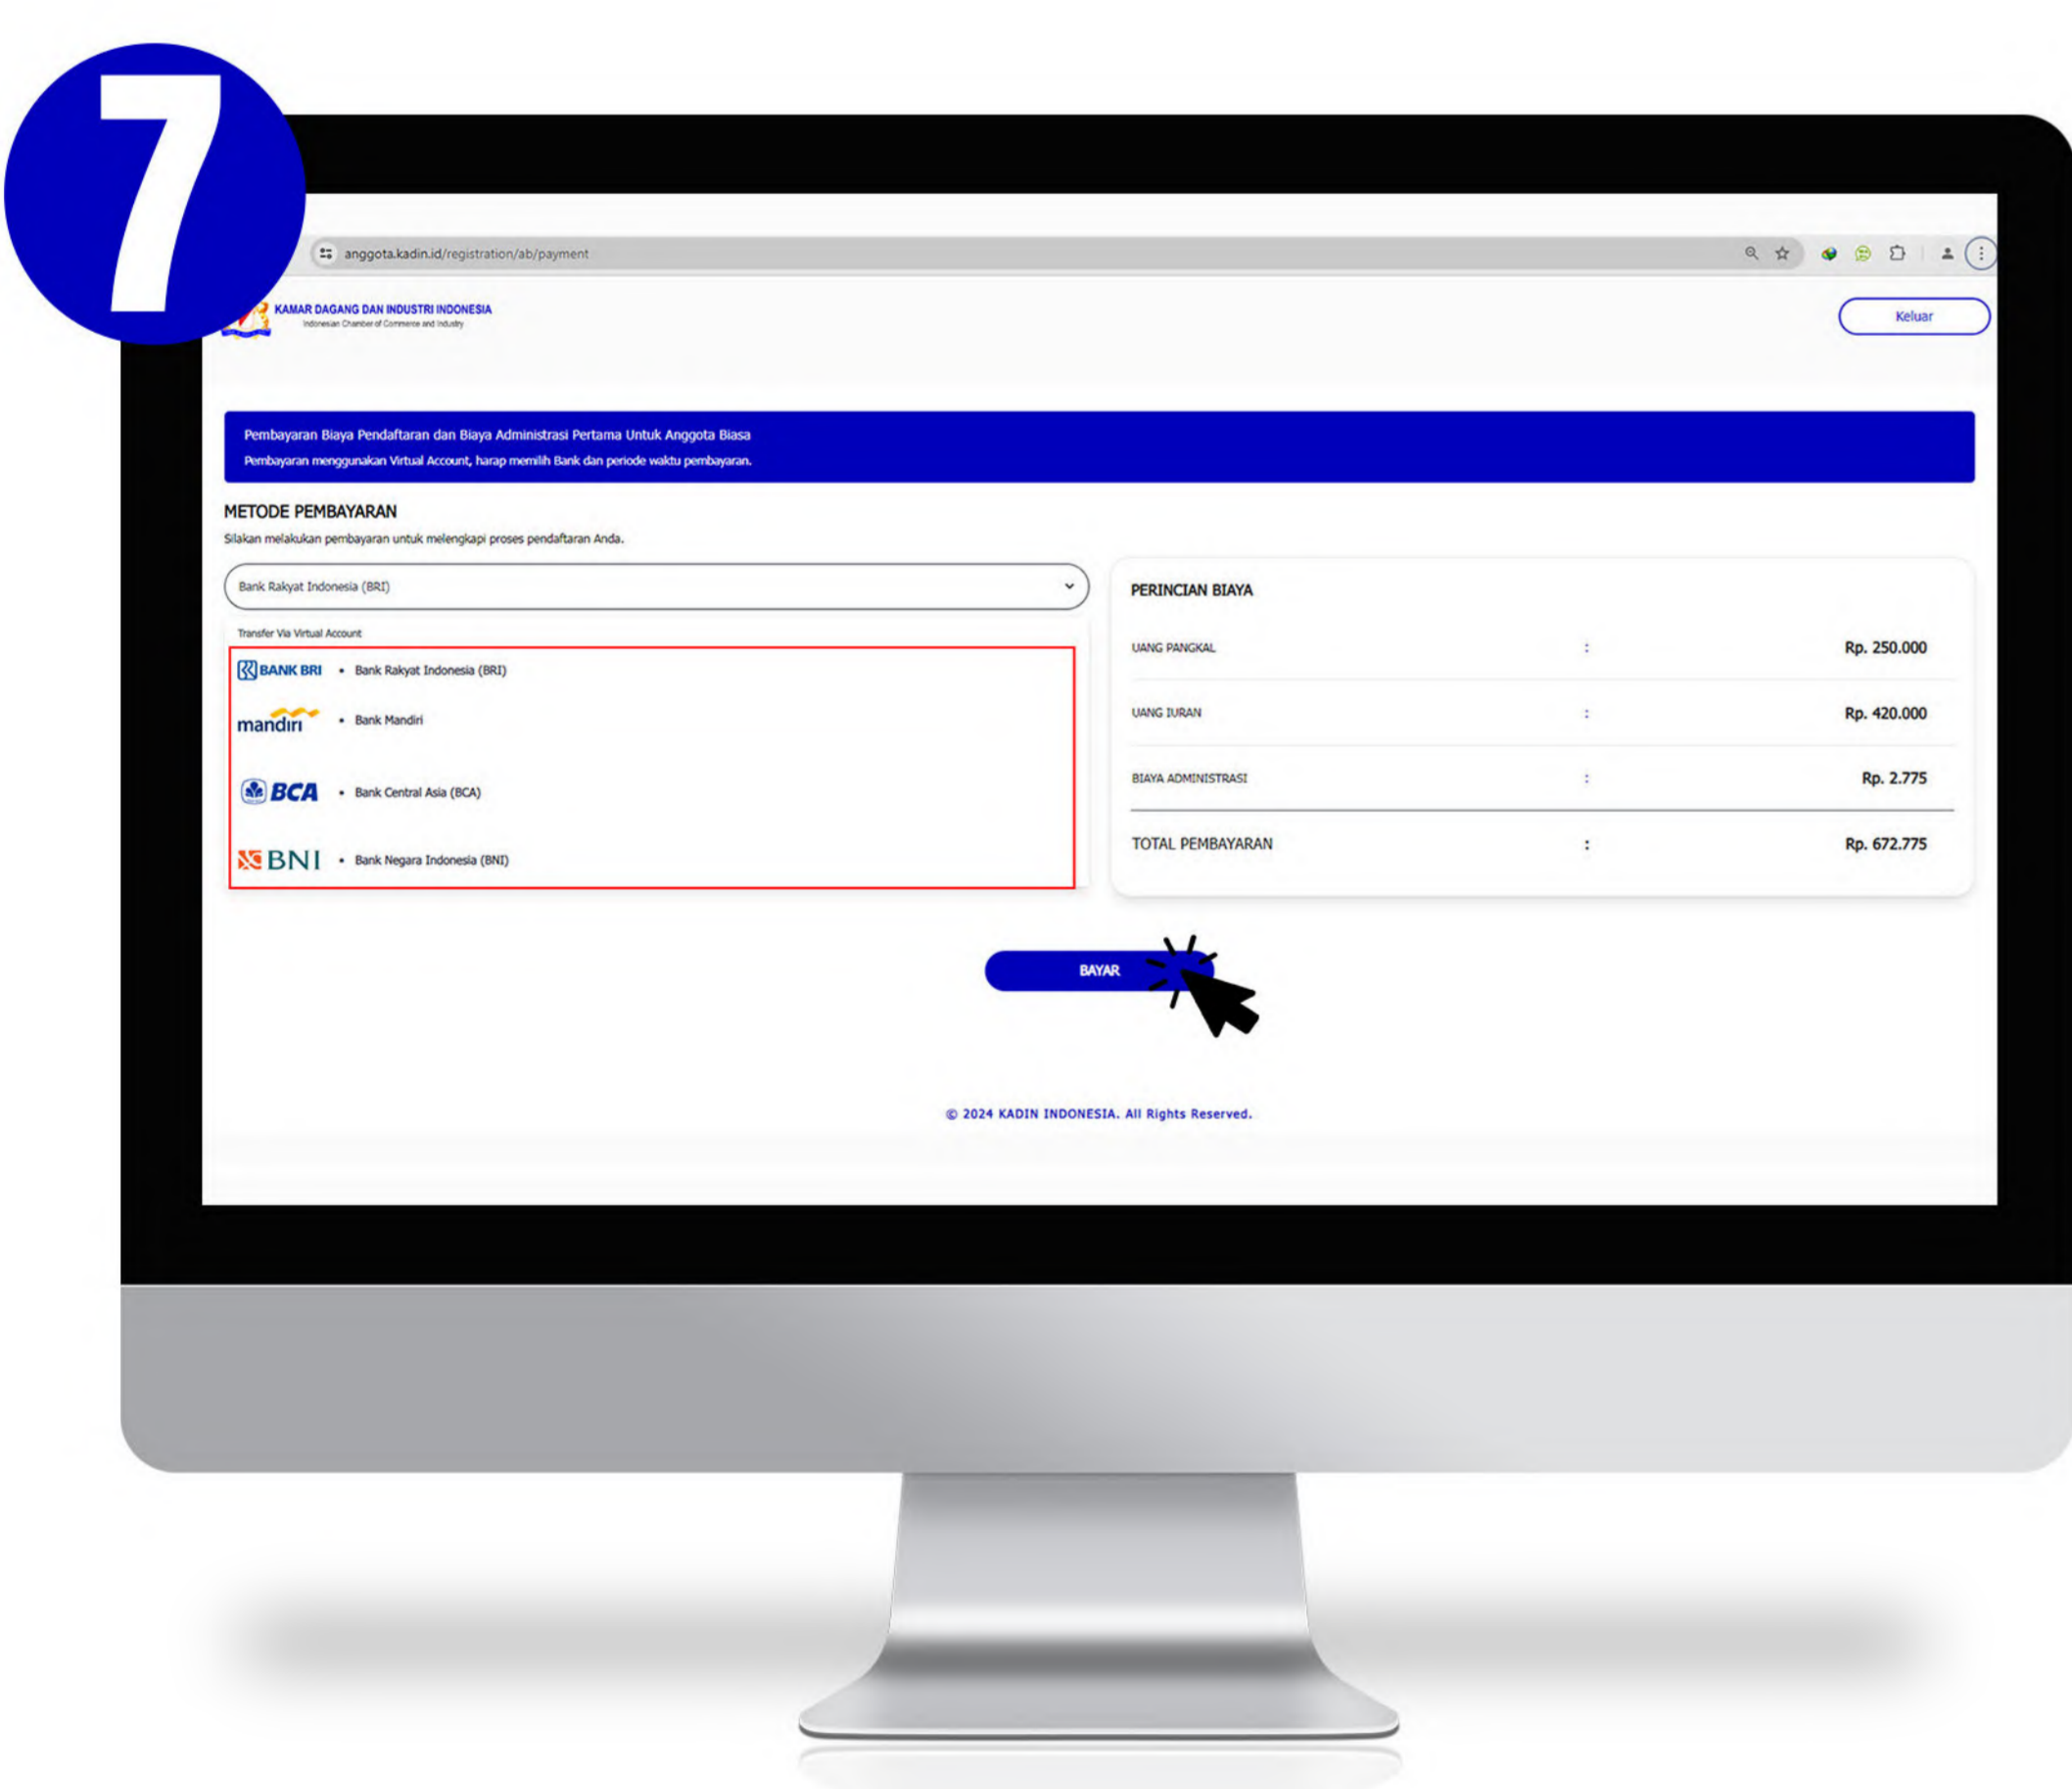 7
anggota.kadin.id/registration/ab/payment
KAMAR DAGANG DAN INDUSTRI INDONESIA
Indonesian Chamber of Commerce and Industry
Keluar
Pembayaran Biaya Pendaftaran dan Biaya Administrasi Pertama Untuk Anggota Biasa
Pembayaran menggunakan Virtual Account, harap memilih Bank dan periode waktu pembayaran.
METODE PEMBAYARAN
Silakan melakukan pembayaran untuk melengkapi proses pendaftaran Anda.
Bank Rakyat Indonesia (BRI)
Transfer Via Virtual Account
BANK BRI • Bank Rakyat Indonesia (BRI)
mandiri • Bank Mandiri
BCA • Bank Central Asia (BCA)
BNI • Bank Negara Indonesia (BNI)
PERINCIAN BIAYA
UANG PANGKAL : Rp. 250.000
UANG IURAN : Rp. 420.000
BIAYA ADMINISTRASI : Rp. 2.775
TOTAL PEMBAYARAN : Rp. 672.775
BAYAR
© 2024 KADIN INDONESIA. All Rights Reserved.